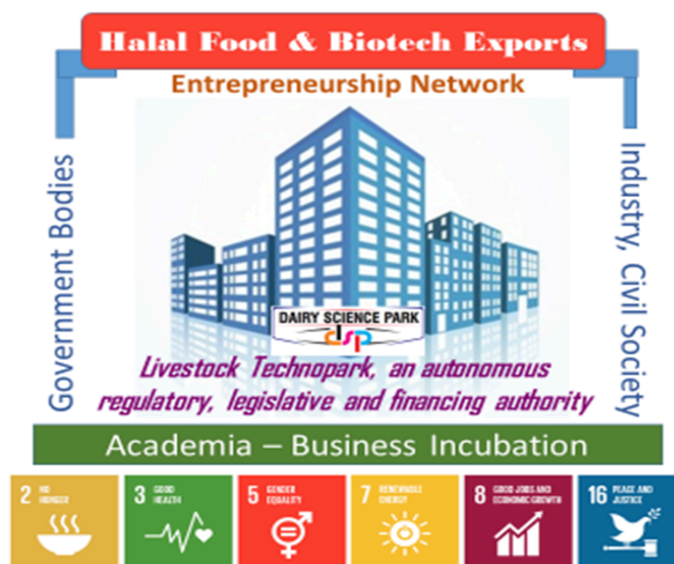 Halal Food & Biotech Exports
Entrepreneurship Network
Government Bodies
Industry, Civil Society
DAIRY SCIENCE PARK
dsp
Livestock Technopark, an autonomous
regulatory, legislative and financing authority
Academia – Business Incubation
2 NO
HUNGER
3 GOOD
HEALTH
5 GENDER
EQUALITY
7 RENEWABLE
ENERGY
8 GOOD JOBS AND
ECONOMIC GROWTH
16 PEACE AND
JUSTICE